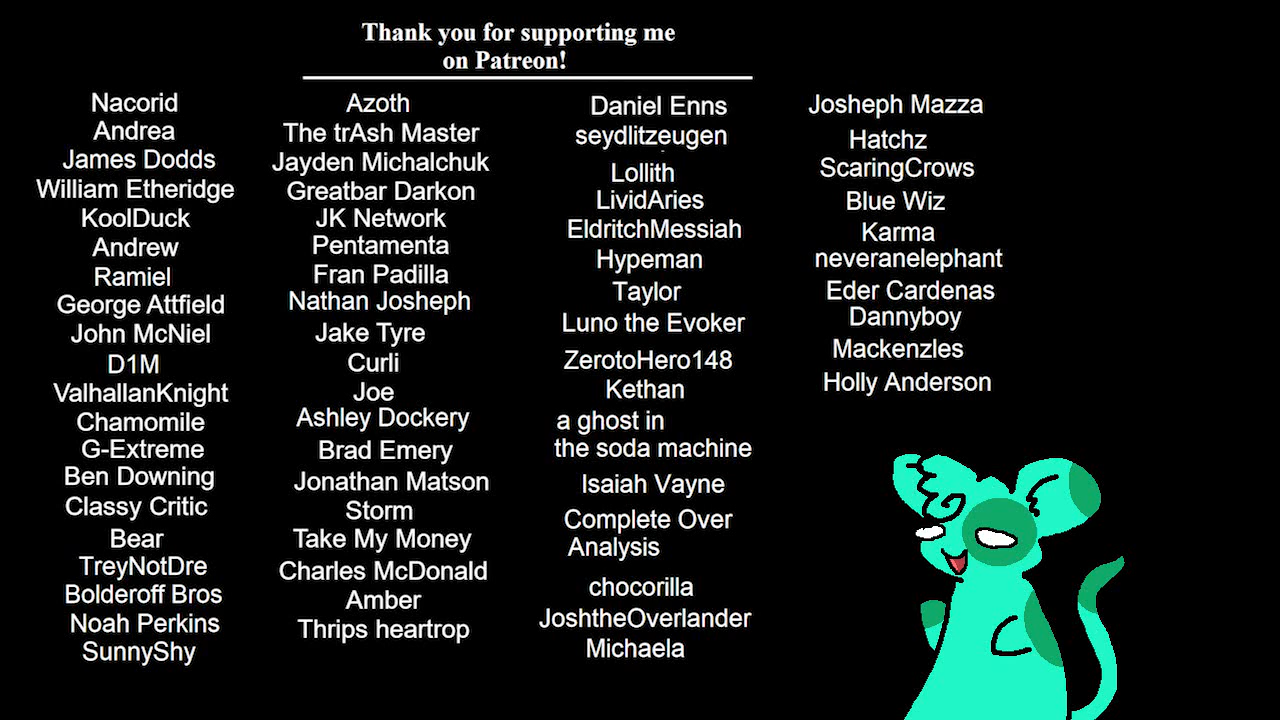 Thank you for supporting me
on Patreon!
Nacorid
Andrea
James Dodds
William Etheridge
KoolDuck
Andrew
Ramiel
George Attfield
John McNiel
D1M
ValhallanKnight
Chamomile
G-Extreme
Ben Downing
Classy Critic
Bear
TreyNotDre
Bolderoff Bros
Noah Perkins
SunnyShy
Azoth
The trAsh Master
Jayden Michalchuk
Greatbar Darkon
JK Network
Pentamenta
Fran Padilla
Nathan Josheph
Jake Tyre
Curli
Joe
Ashley Dockery
Brad Emery
Jonathan Matson
Storm
Take My Money
Charles McDonald
Amber
Thrips heartrop
Daniel Enns
seydlitzeugen
Lollith
LividAries
EldritchMessiah
Hypeman
Taylor
Luno the Evoker
ZerotoHero148
Kethan
a ghost in
the soda machine
Isaiah Vayne
Complete Over
Analysis
chocorilla
JoshtheOverlander
Michaela
Josheph Mazza
Hatchz
ScaringCrows
Blue Wiz
Karma
neveranelephant
Eder Cardenas
Dannyboy
Mackenzles
Holly Anderson